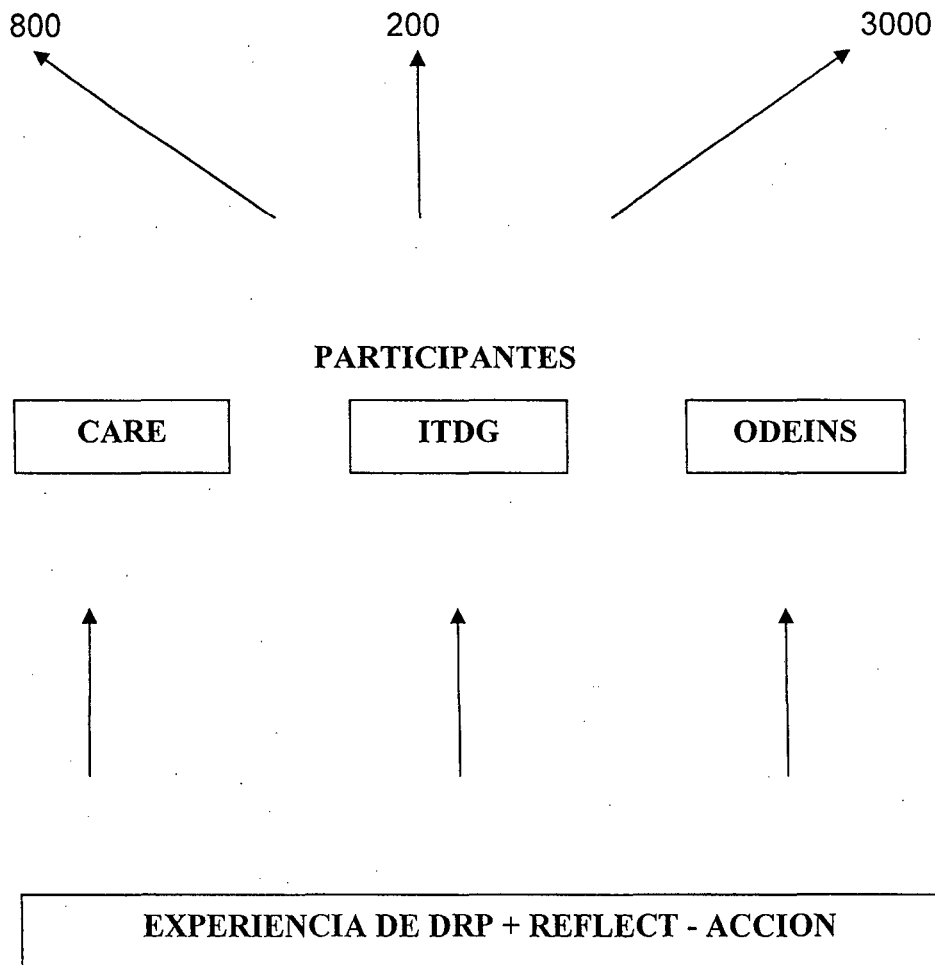 800 200 3000
PARTICIPANTES
CARE ITDG ODEINS
EXPERIENCIA DE DRP + REFLECT - ACCION